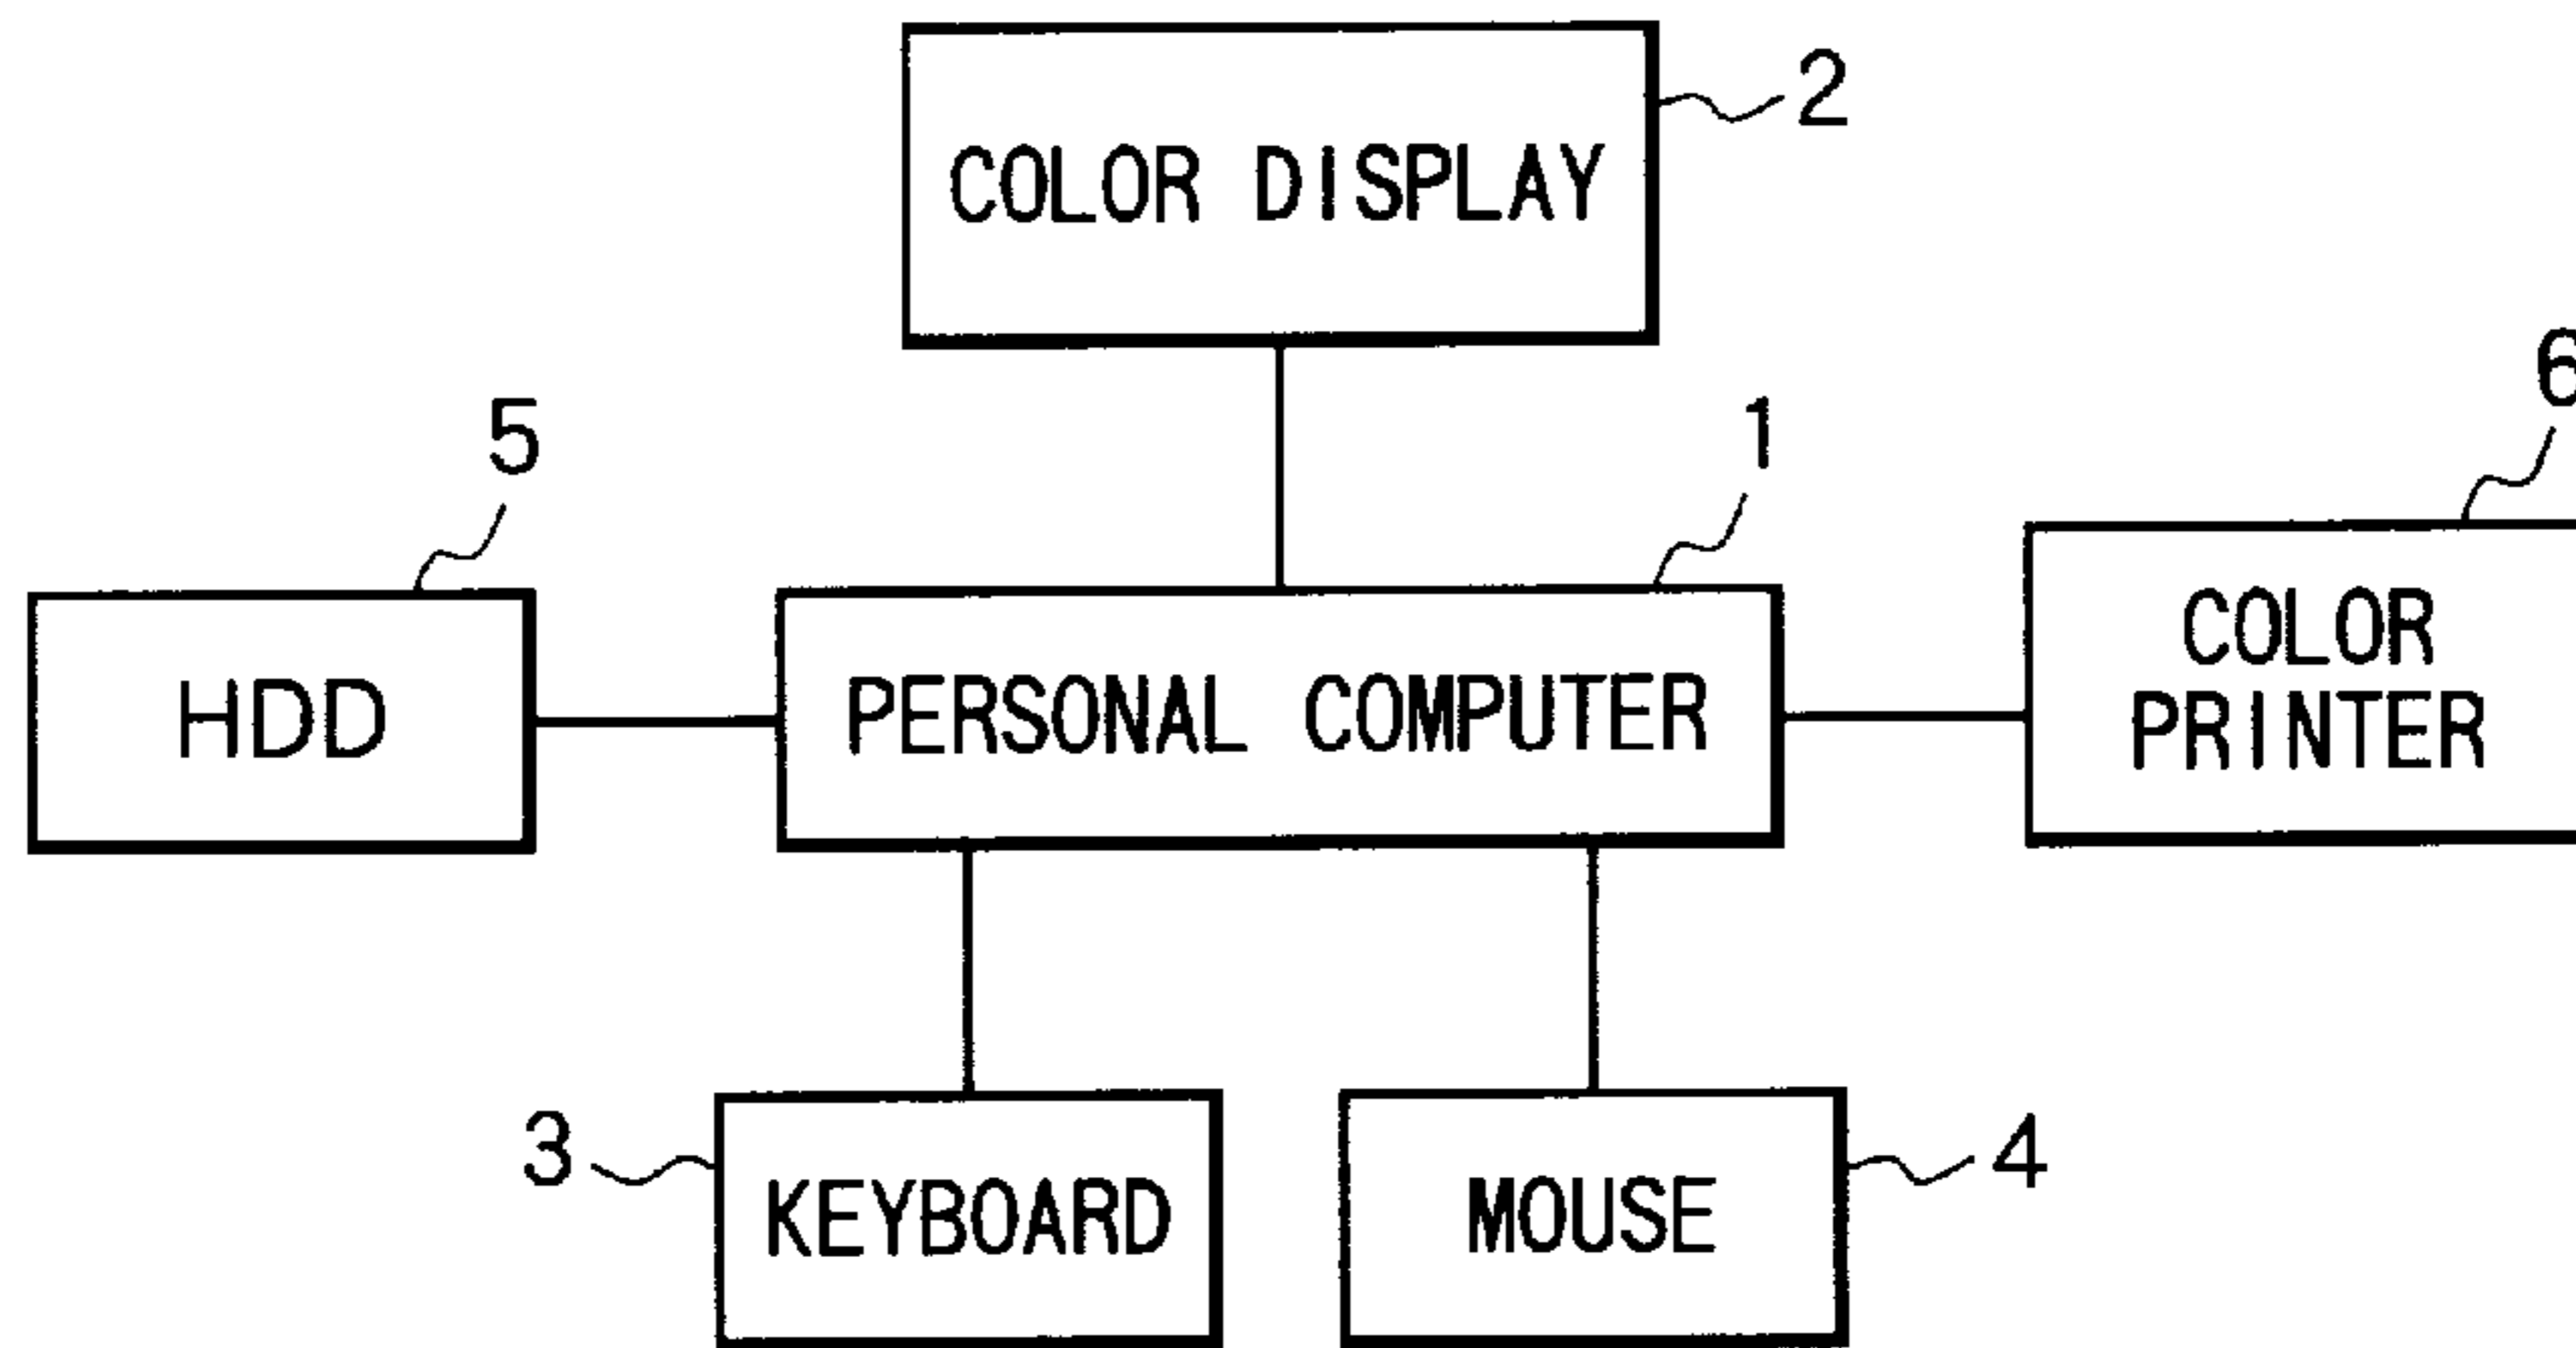 2
COLOR DISPLAY
5
1
6
HDD
PERSONAL COMPUTER
COLOR
PRINTER
3
KEYBOARD
MOUSE
4